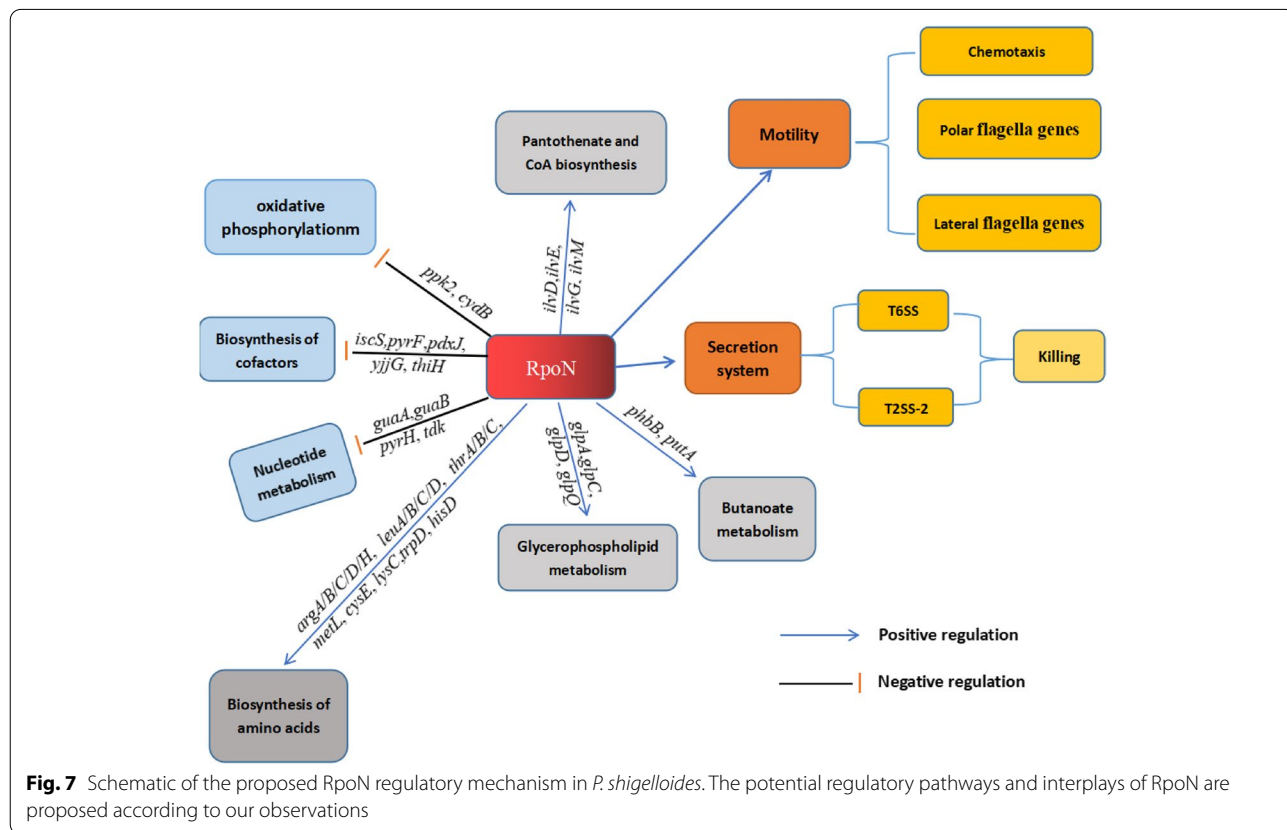 Chemotaxis
Polar flagella genes
Lateral flagella genes
Motility
Pantothenate and
CoA biosynthesis
oxidative
phosphorylationm
ilvD,ilvE,
ilvG. ilvM
ppk2, cydB
Biosynthesis of
cofactors
iscS,pyrF,pdxJ,
yjjG, thiH
RpoN
Secretion
system
T6SS
T2SS-2
Killing
Nucleotide
metabolism
guaA,guaB
pyrH, tdk
argA/B/C/D/H, leuA/B/C/D, thrA/B/C,
metL, cysE, lysC,trpD, hisD
glpA,glpC,
glpD, glpQ
phbB, putA
Butanoate
metabolism
Glycerophospholipid
metabolism
Biosynthesis of
amino acids
Positive regulation
Negative regulation
Fig. 7 Schematic of the proposed RpoN regulatory mechanism in P. shigelloides. The potential regulatory pathways and interplays of RpoN are
proposed according to our observations